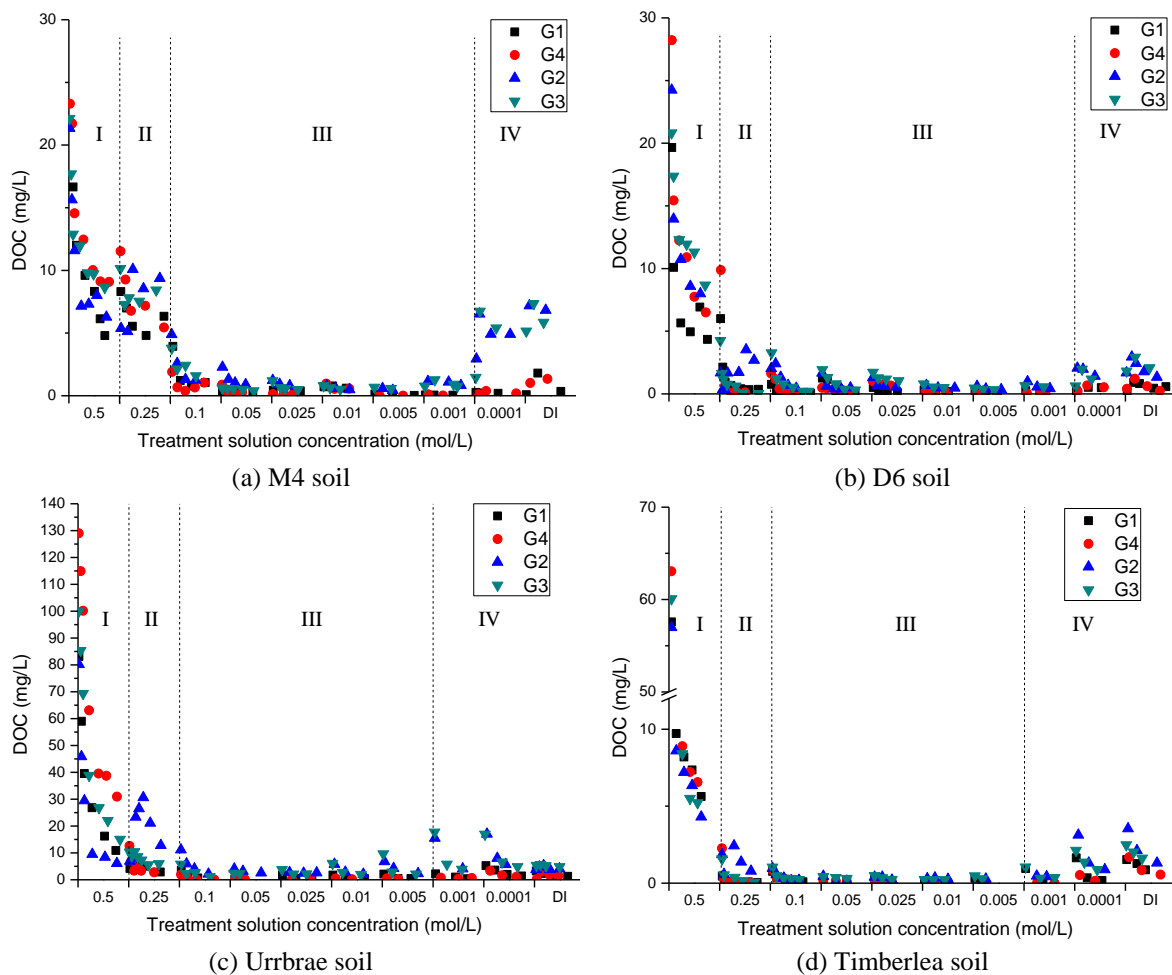 30
20
10
0
DOC (mg/L)
I
II
III
IV
G1
G4
G2
G3
0.5
0.25
0.1
0.05
0.025
0.01
0.005
0.001
0.0001
DI
Treatment solution concentration (mol/L)
(a) M4 soil
30
20
10
0
DOC (mg/L)
I
II
III
IV
G1
G4
G2
G3
0.5
0.25
0.1
0.05
0.025
0.01
0.005
0.001
0.0001
DI
Treatment solution concentration (mol/L)
(b) D6 soil
140
130
120
110
100
90
80
70
60
50
40
30
20
10
0
DOC (mg/L)
I
II
III
IV
G1
G4
G2
G3
0.5
0.25
0.1
0.05
0.025
0.01
0.005
0.001
0.0001
DI
Treatment solution concentration (mol/L)
(c) Urrbrae soil
70
60
50
10
0
DOC (mg/L)
I
II
III
IV
G1
G4
G2
G3
0.5
0.25
0.1
0.05
0.025
0.01
0.005
0.001
0.0001
DI
Treatment solution concentration (mol/L)
(d) Timberlea soil